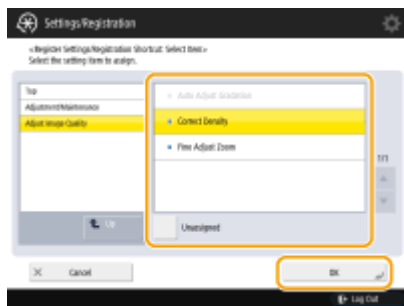 Settings/Registration
<Register Settings/Registration Shortcut: Select Item>
Select the setting item to assign.
Top
Adjustment/Maintenance
Adjust Image Quality
Auto Adjust Gradation
Correct Density
Fine Adjust Zoom
1/1
Up
Unassigned
Cancel
OK
Log Out